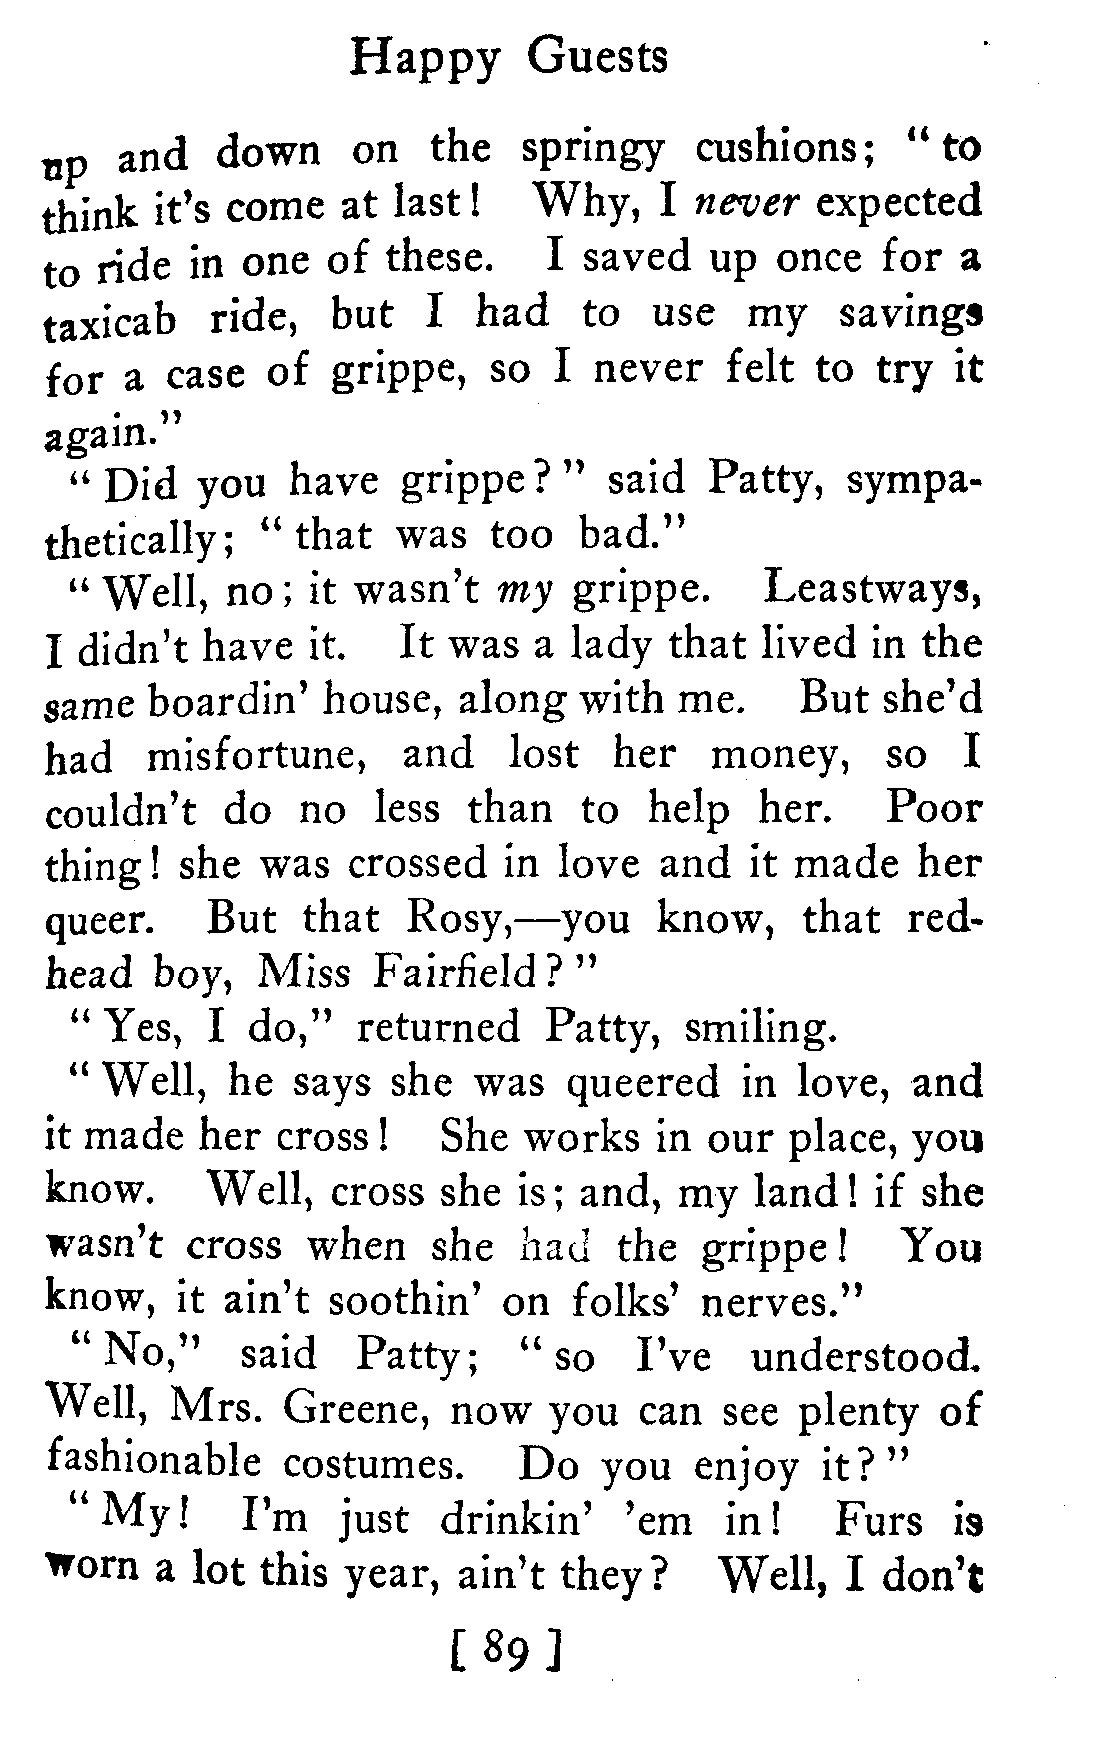 Happy Guests
up and down on the springy cushions; " to
think it's come at last! Why, I never expected
to ride in one of these. I saved up once for a
taxicab ride, but I had to use my savings
for a case of grippe, so I never felt to try it
again."
" Did you have grippe? " said Patty, sympa-
thetically; " that was too bad."
" Well, no; it wasn't my grippe. Leastways,
I didn't have it. It was a lady that lived in the
same boardin' house, along with me. But she'd
had misfortune, and lost her money, so I
couldn't do no less than to help her. Poor
thing! she was crossed in love and it made her
queer. But that Rosy,—you know, that red-
head boy, Miss Fairfield? "
" Yes, I do," returned Patty, smiling.
" Well, he says she was queered in love, and
it made her cross! She works in our place, you
know. Well, cross she is; and, my land! if she
wasn't cross when she had the grippe! You
know, it ain't soothin' on folks' nerves."
" No," said Patty; " so I've understood.
Well, Mrs. Greene, now you can see plenty of
fashionable costumes. Do you enjoy it? "
" My! I'm just drinkin' 'em in! Furs is
worn a lot this year, ain't they? Well, I don't
[ 89 ]